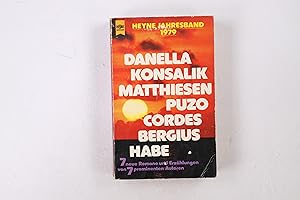 HEYNE JAHRESBAND
1979
DANELLA
KONSALIK
MATTHIESEN
PUZO
CORDES
BERGIUS
HABE
7 neue Romane und Erzählungen
von 7 prominenten Autoren